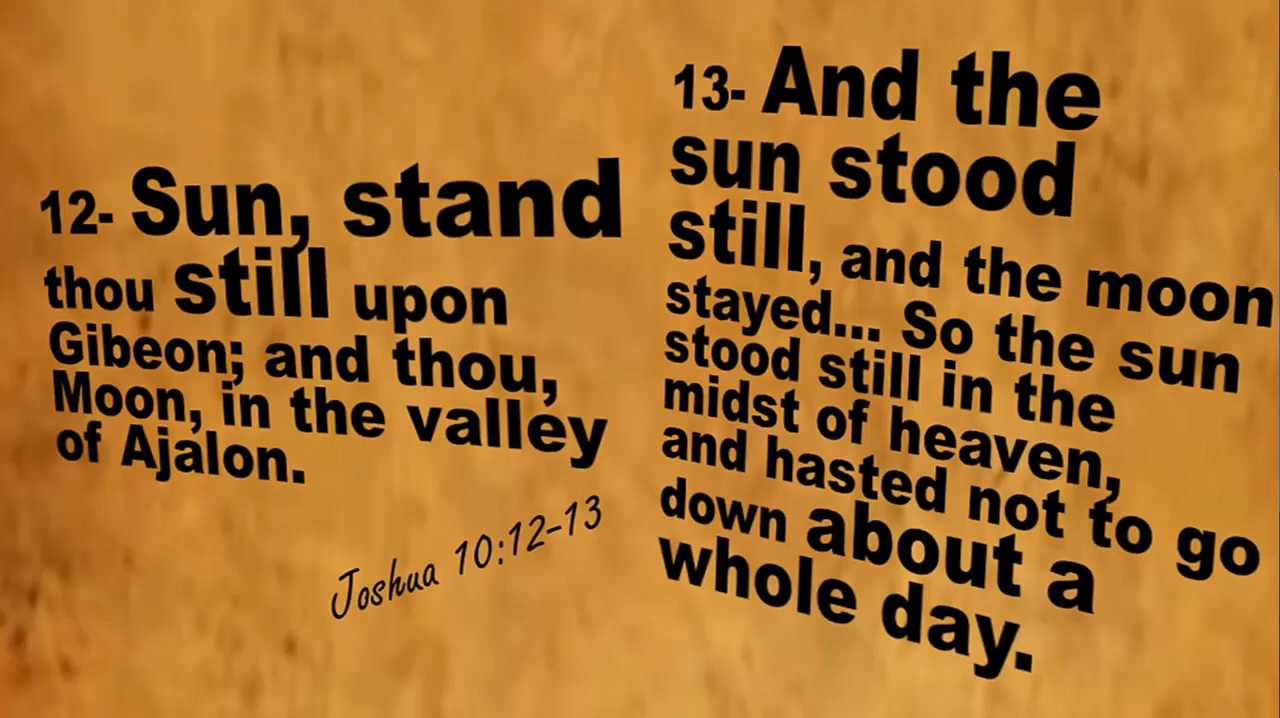 12- Sun, stand
thou still upon
Gibeon; and thou,
Moon, in the valley
of Ajalon.
Joshua 10:12-13
13- And the
sun stood
still, and the moon
stayed... So the sun
stood still in the
midst of heaven,
and hasted not to go
down about a
whole day.